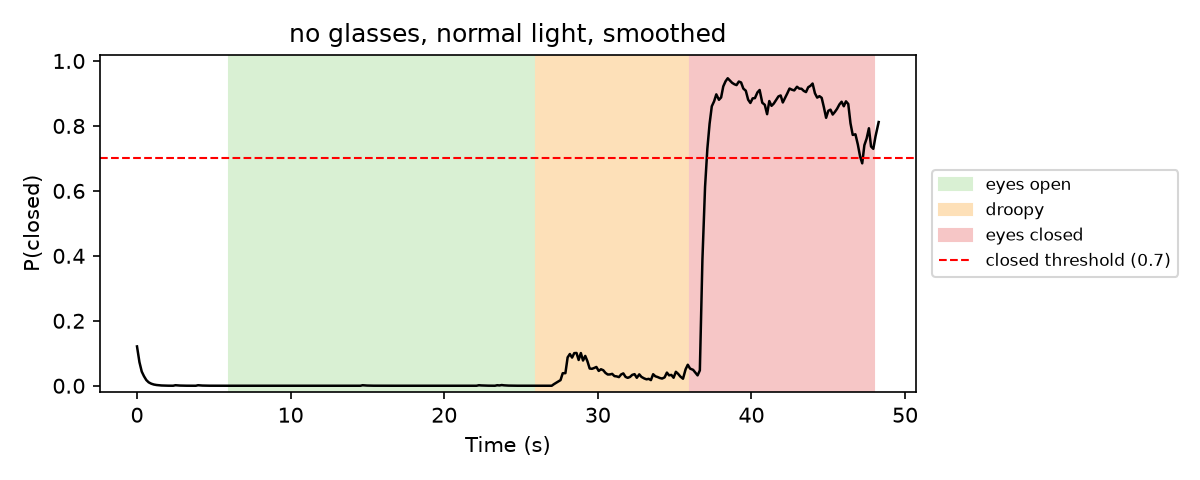 no glasses, normal light, smoothed
1.0
0.8
0.6
0.4
0.2
0.0
P(closed)
0 10 20 30 40 50
Time (s)
eyes open
droopy
eyes closed
closed threshold (0.7)